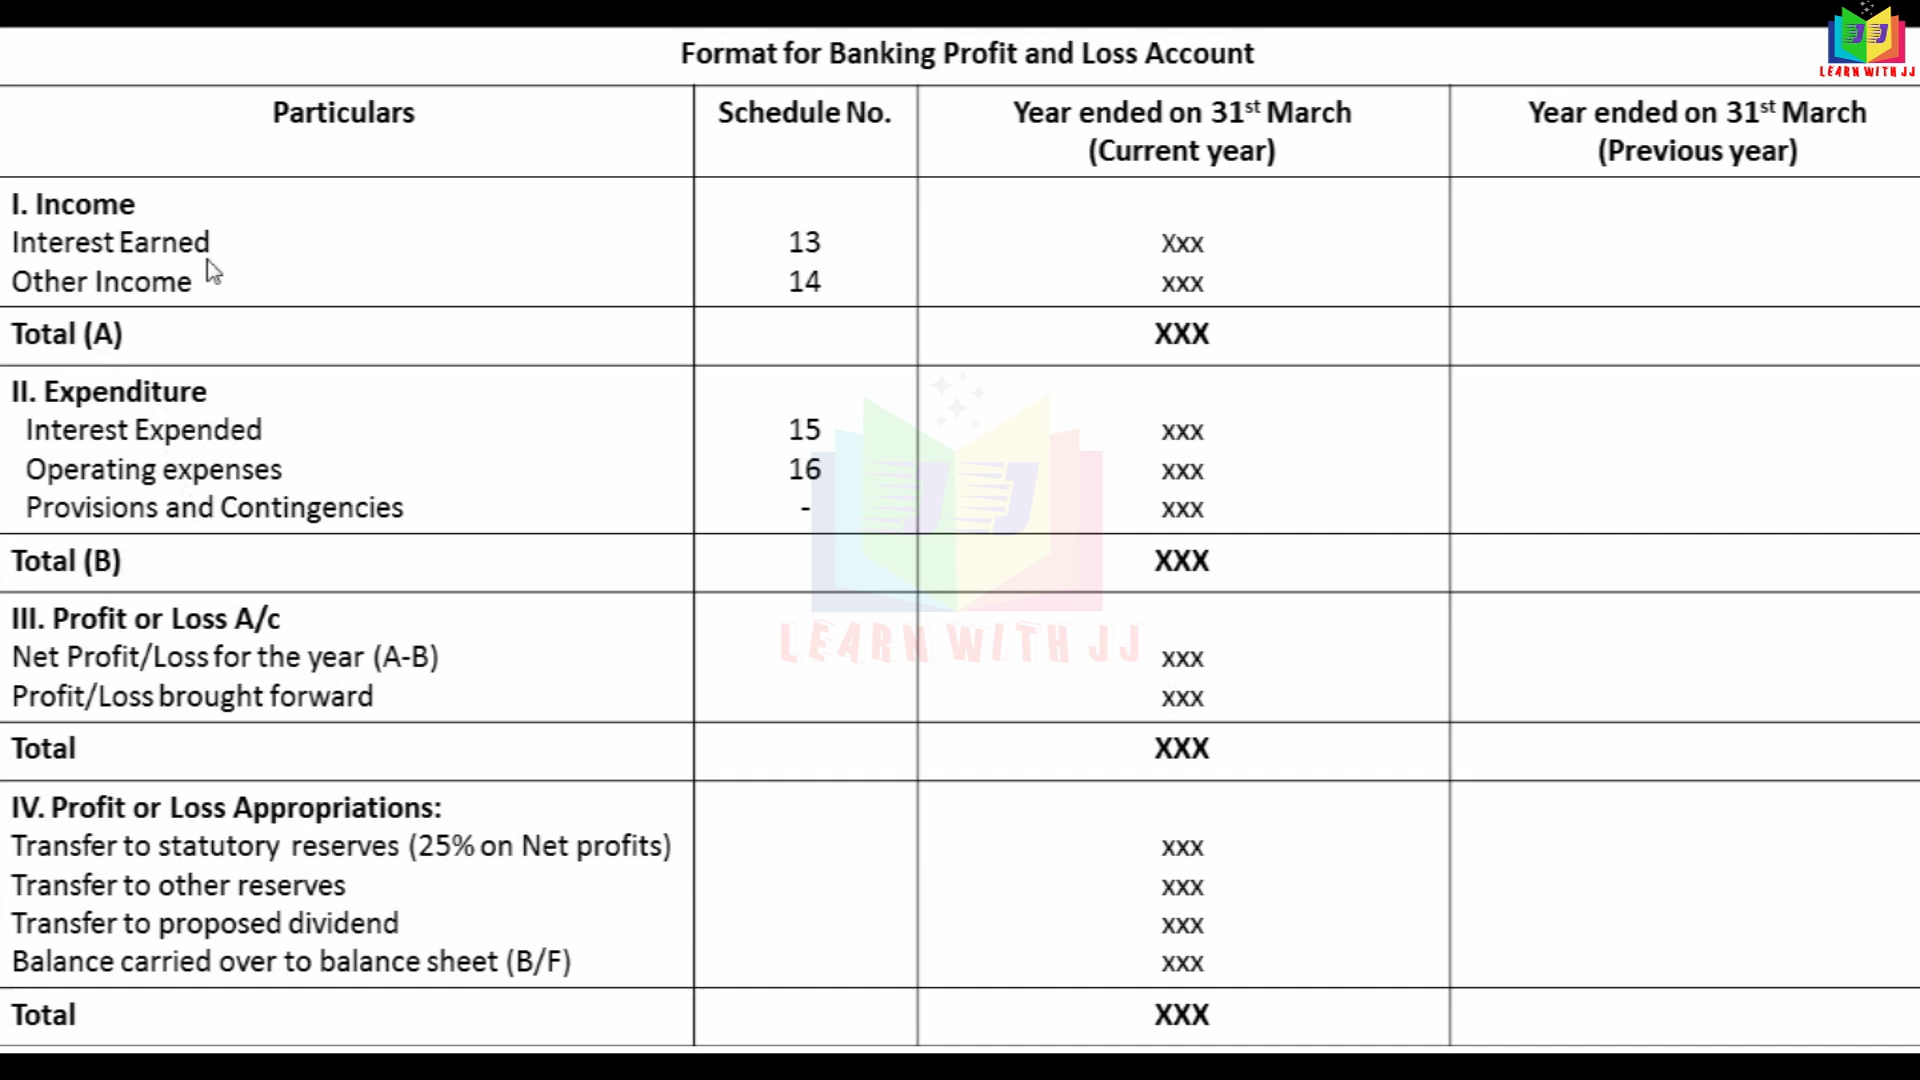 Format for Banking Profit and Loss Account
LEARN WITH JJ
Particulars Schedule No. Year ended on 31st March (Current year) Year ended on 31st March (Previous year)
I. Income
Interest Earned 13 Xxx
Other Income 14 xxx
Total (A) XXX
II. Expenditure
Interest Expended 15 xxx
Operating expenses 16 xxx
Provisions and Contingencies - xxx
Total (B) XXX
III. Profit or Loss A/c
LEARN WITH JJ
Net Profit/Loss for the year (A-B) xxx
Profit/Loss brought forward xxx
Total XXX
IV. Profit or Loss Appropriations:
Transfer to statutory reserves (25% on Net profits) xxx
Transfer to other reserves xxx
Transfer to proposed dividend xxx
Balance carried over to balance sheet (B/F) xxx
Total XXX